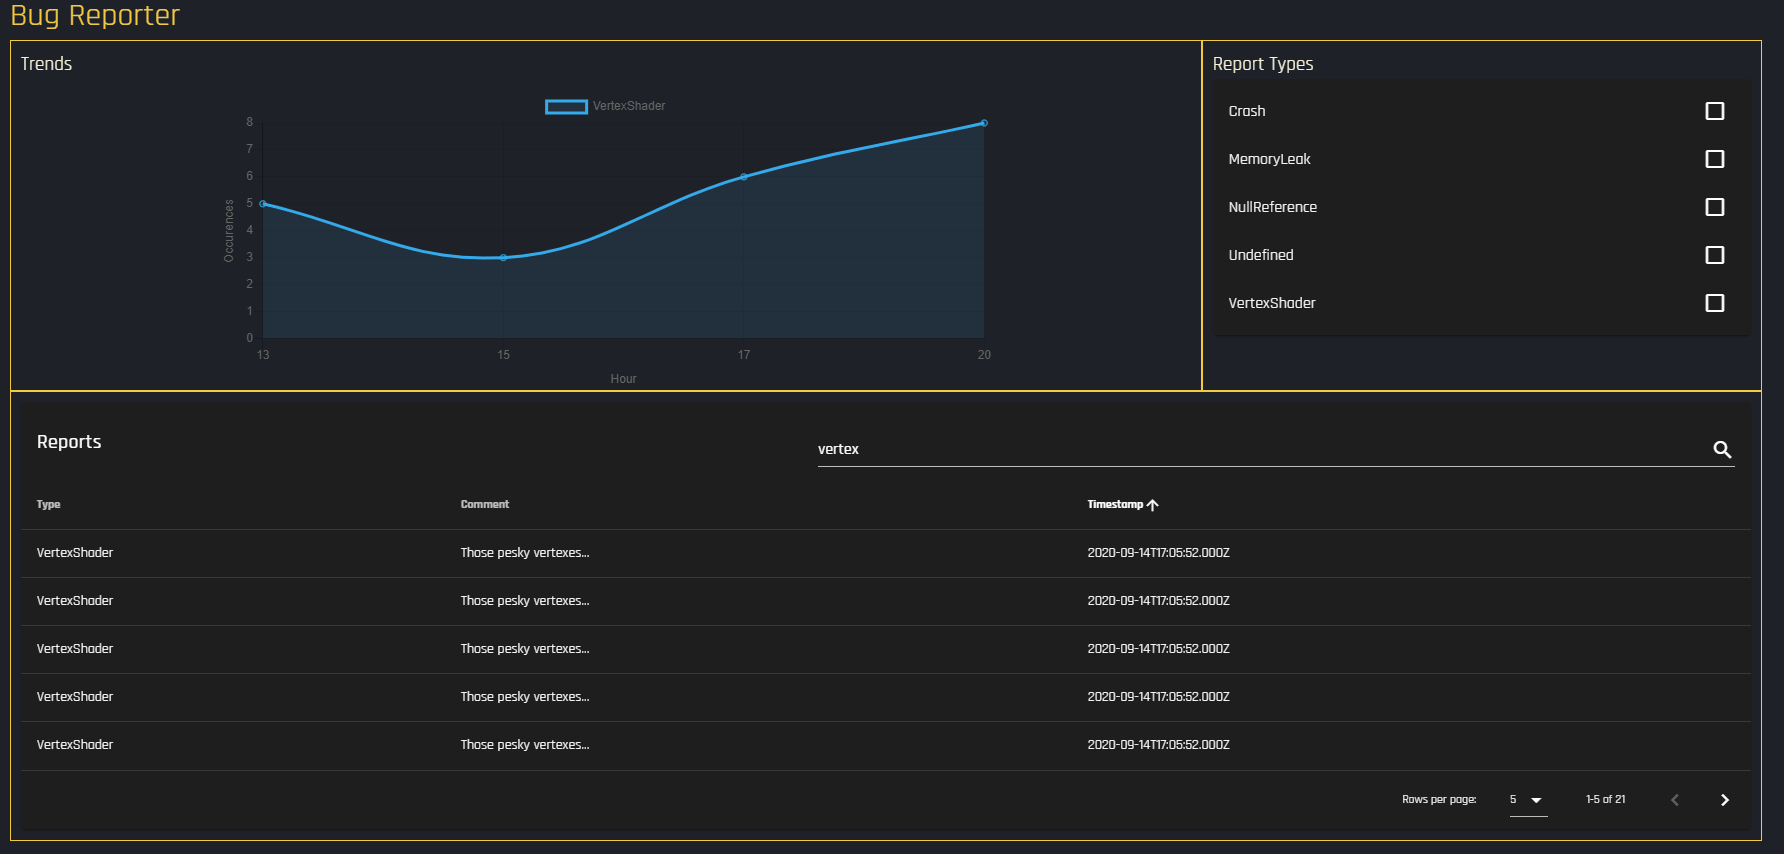 Bug Reporter
Trends
VertexShader
8
7
6
5
4
3
2
1
0
Occurences
13 15 17 20
Hour
Report Types
Crash
MemoryLeak
NullReference
Undefined
VertexShader
Reports
vertex
Type Comment Timestamp
VertexShader Those pesky vertexes... 2020-09-14T17:05:52.000Z
VertexShader Those pesky vertexes... 2020-09-14T17:05:52.000Z
VertexShader Those pesky vertexes... 2020-09-14T17:05:52.000Z
VertexShader Those pesky vertexes... 2020-09-14T17:05:52.000Z
VertexShader Those pesky vertexes... 2020-09-14T17:05:52.000Z
Rows per page: 5 1-5 of 21